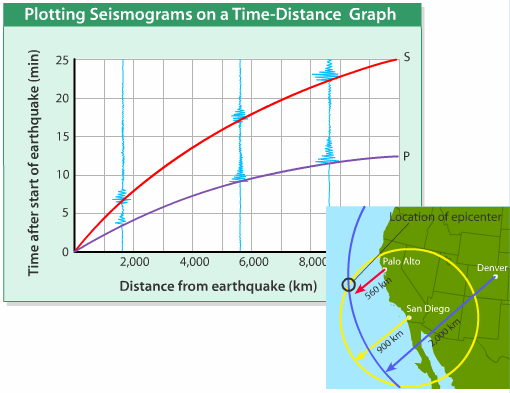 Plotting Seismograms on a Time-Distance Graph
Time after start of earthquake (min)
25
20
15
10
5
0
S
P
2,000
4,000
6,000
8,000
Distance from earthquake (km)
Location of epicenter
Palo Alto
Denver
560 km
San Diego
900 km
2,000 km